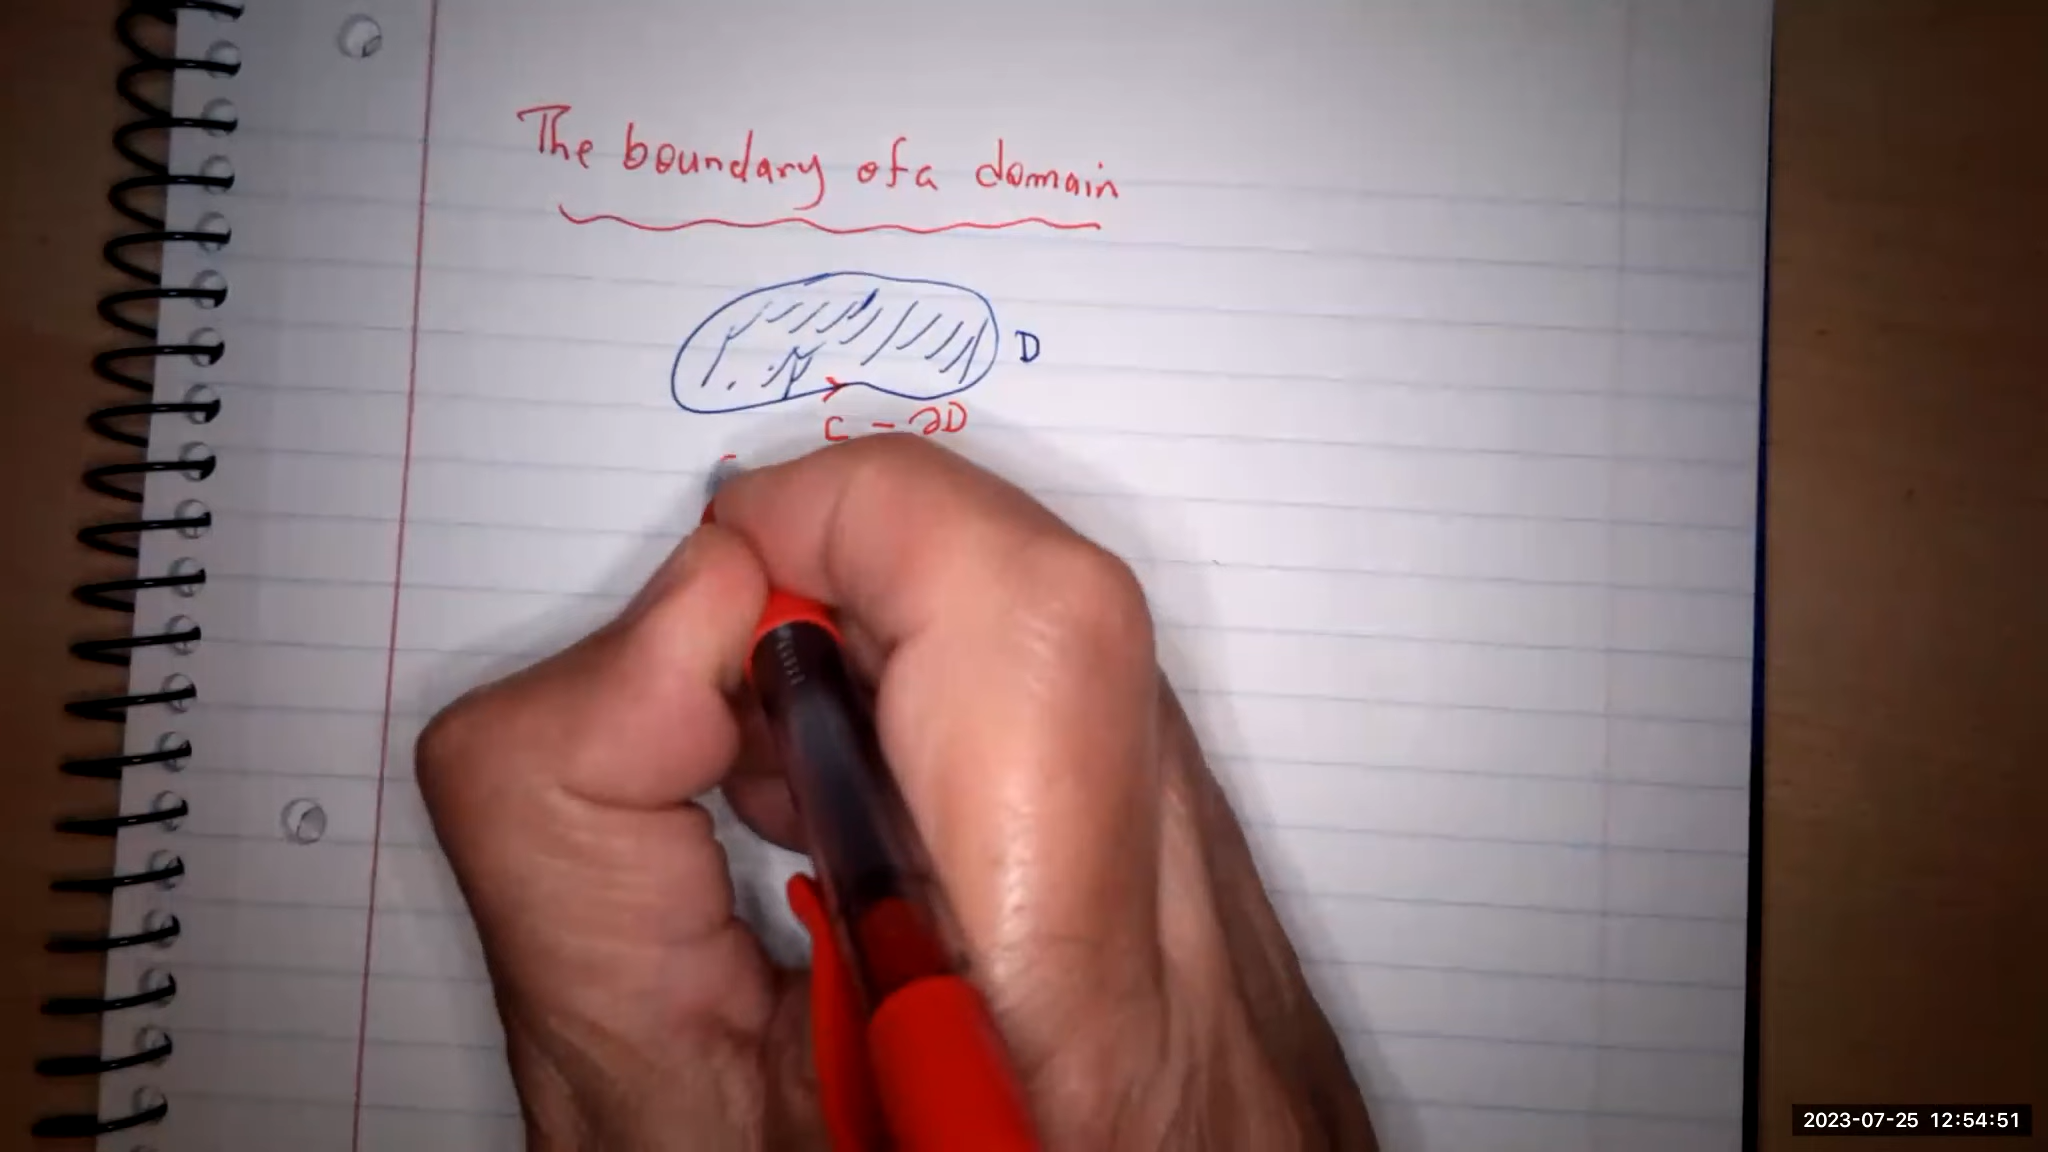 The boundary of a domain
D
C - ∂D
2023-07-25 12:54:51